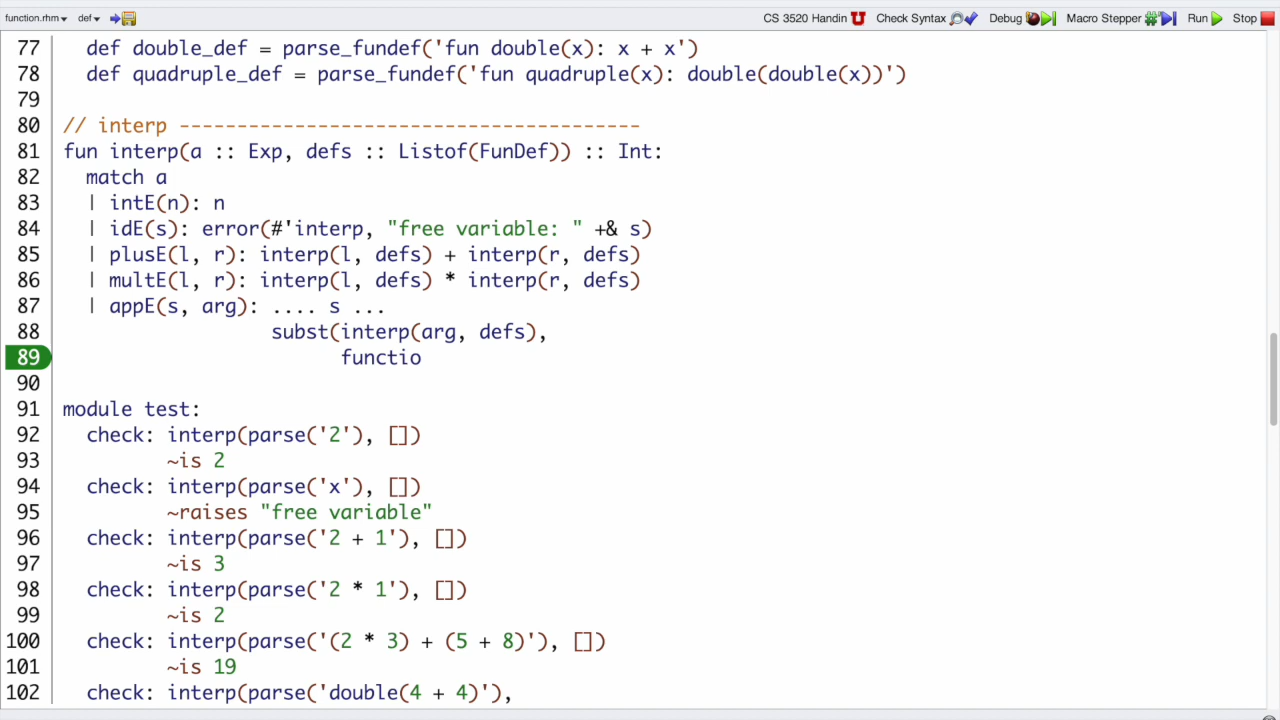 function.rhm▾ def▾ CS 3520 Handin Check Syntax Debug Macro Stepper Run Stop
77 def double_def = parse_fundef('fun double(x): x + x')
78 def quadruple_def = parse_fundef('fun quadruple(x): double(double(x))')
79
80 // interp ----------------------------------------
81 fun interp(a :: Exp, defs :: Listof(FunDef)) :: Int:
82 match a
83 | intE(n): n
84 | idE(s): error(#'interp, "free variable: " +& s)
85 | plusE(l, r): interp(l, defs) + interp(r, defs)
86 | multE(l, r): interp(l, defs) * interp(r, defs)
87 | appE(s, arg): .... s ...
88 subst(interp(arg, defs),
89 functio
90
91 module test:
92 check: interp(parse('2'), [])
93 ~is 2
94 check: interp(parse('x'), [])
95 ~raises "free variable"
96 check: interp(parse('2 + 1'), [])
97 ~is 3
98 check: interp(parse('2 * 1'), [])
99 ~is 2
100 check: interp(parse('(2 * 3) + (5 + 8)'), [])
101 ~is 19
102 check: interp(parse('double(4 + 4)'),